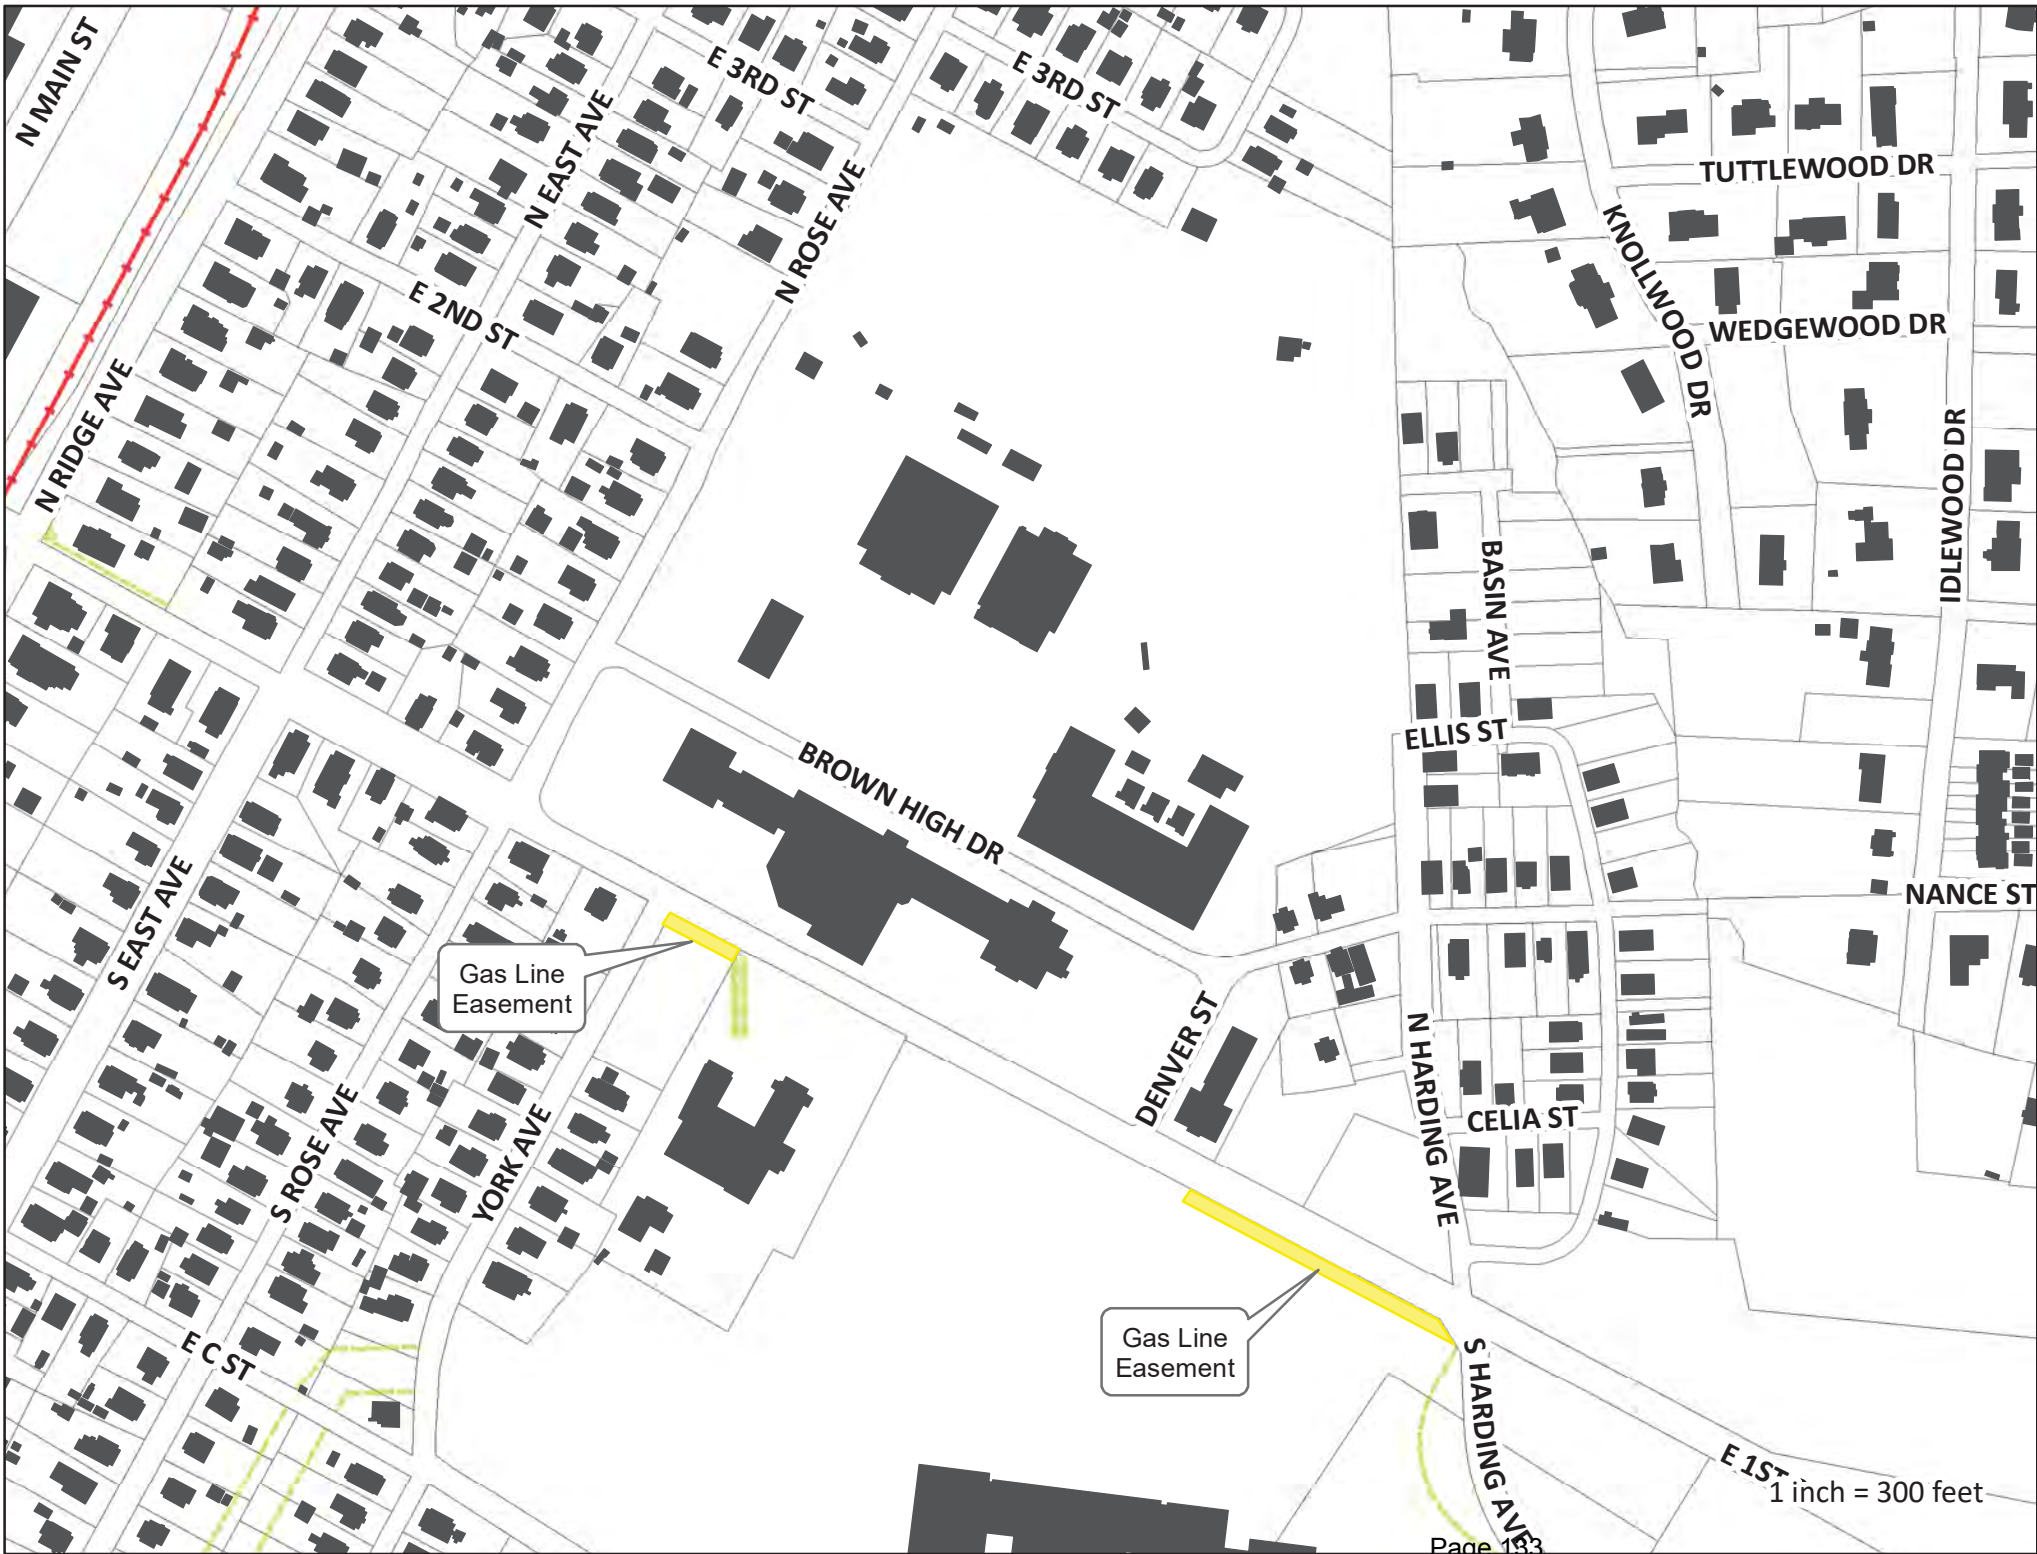 N MAIN ST
E 3RD ST
E 3RD ST
N EAST AVE
TUTTLEWOOD DR
N ROSE AVE
KNOLLWOOD DR
E 2ND ST
WEDGEWOOD DR
N RIDGE AVE
IDLEWOOD DR
BASIN AVE
ELLIS ST
BROWN HIGH DR
NANCE ST
S EAST AVE
Gas Line
Easement
DENVER ST
N HARDING AVE
CELIA ST
S ROSE AVE
YORK AVE
Gas Line
Easement
E C ST
S HARDING AVE
E 1ST
1 inch = 300 feet
Page 133